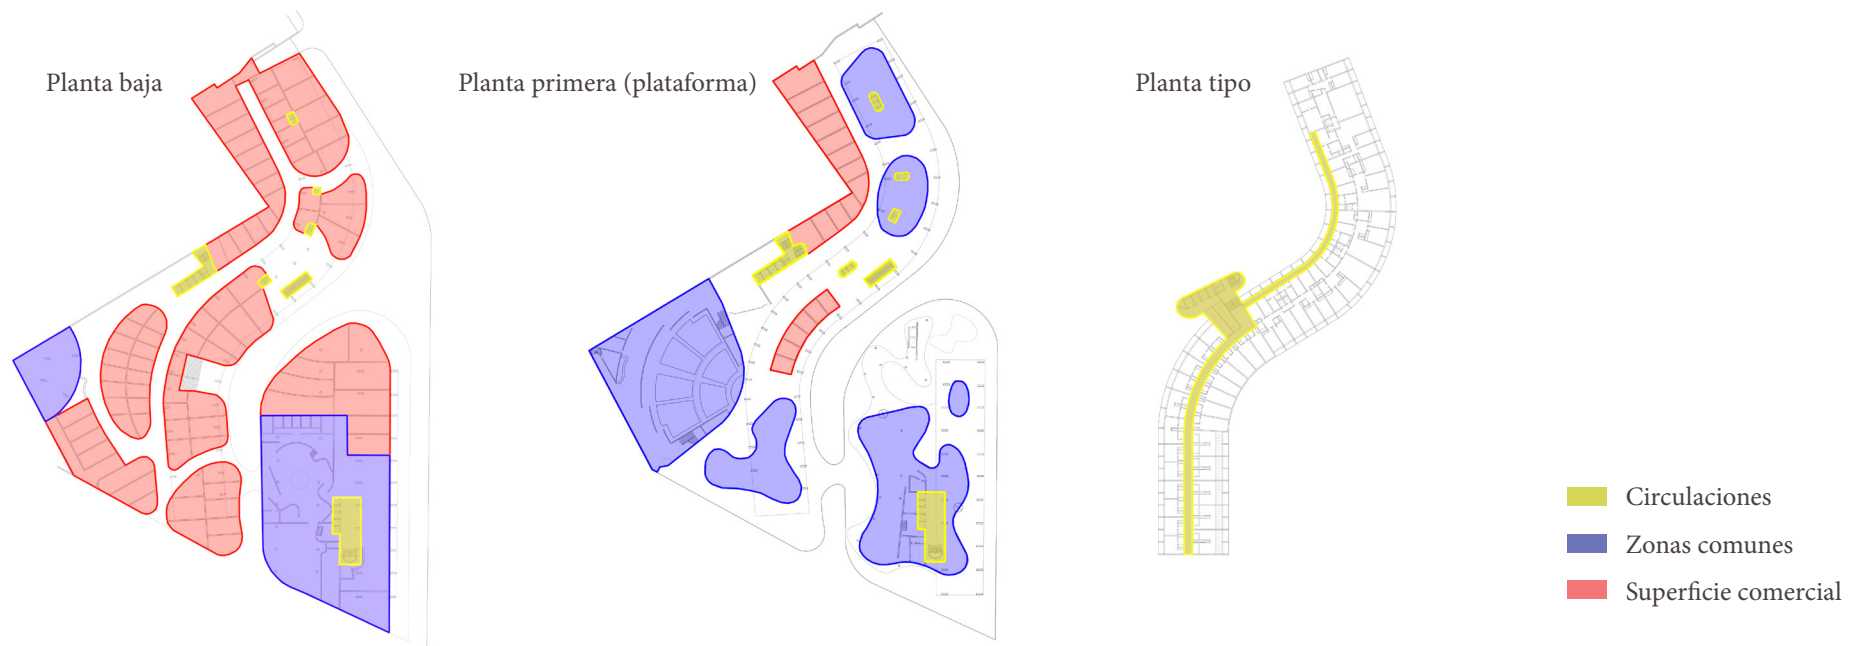 Planta baja
Planta primera (plataforma)
Planta tipo
Circulaciones
Zonas comunes
Superficie comercial